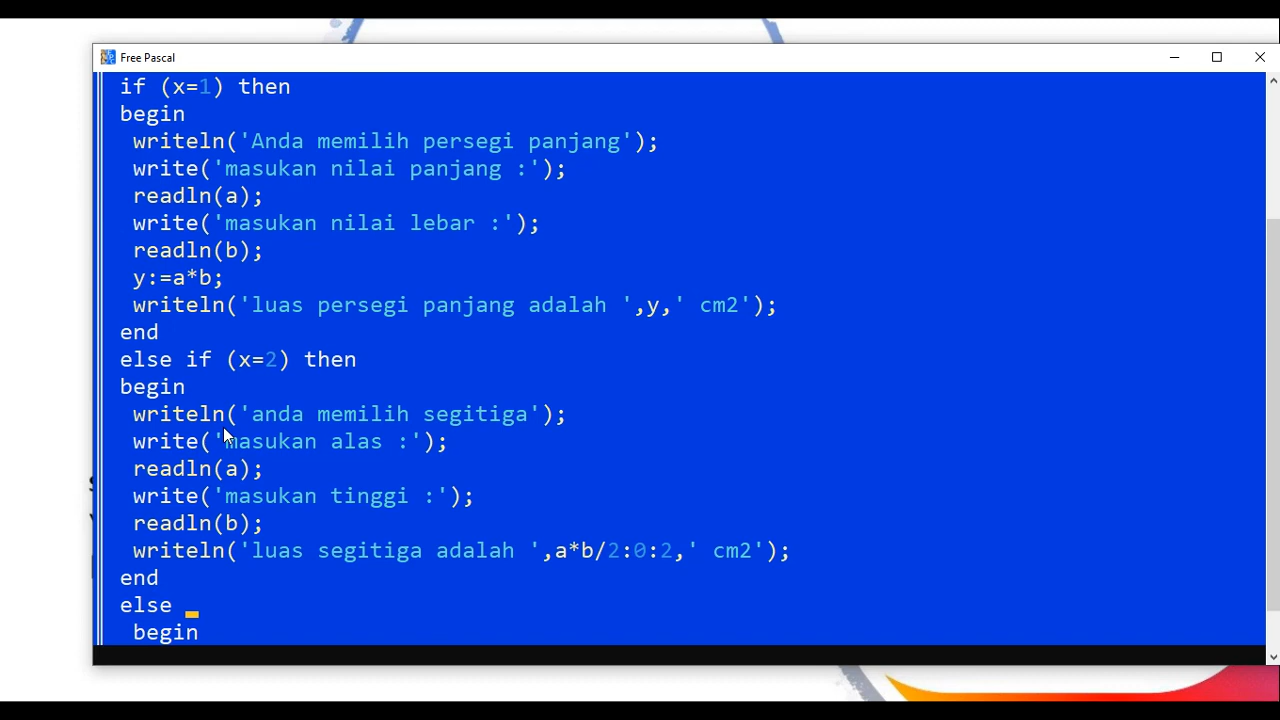 Free Pascal
if (x=1) then
begin
writeln('Anda memilih persegi panjang');
write('masukan nilai panjang :');
readln(a);
write('masukan nilai lebar :');
readln(b);
y:=a*b;
writeln('luas persegi panjang adalah ',y,' cm2');
end
else if (x=2) then
begin
writeln('anda memilih segitiga');
write('masukan alas :');
readln(a);
write('masukan tinggi :');
readln(b);
writeln('luas segitiga adalah ',a*b/2:0:2,' cm2');
end
else
begin